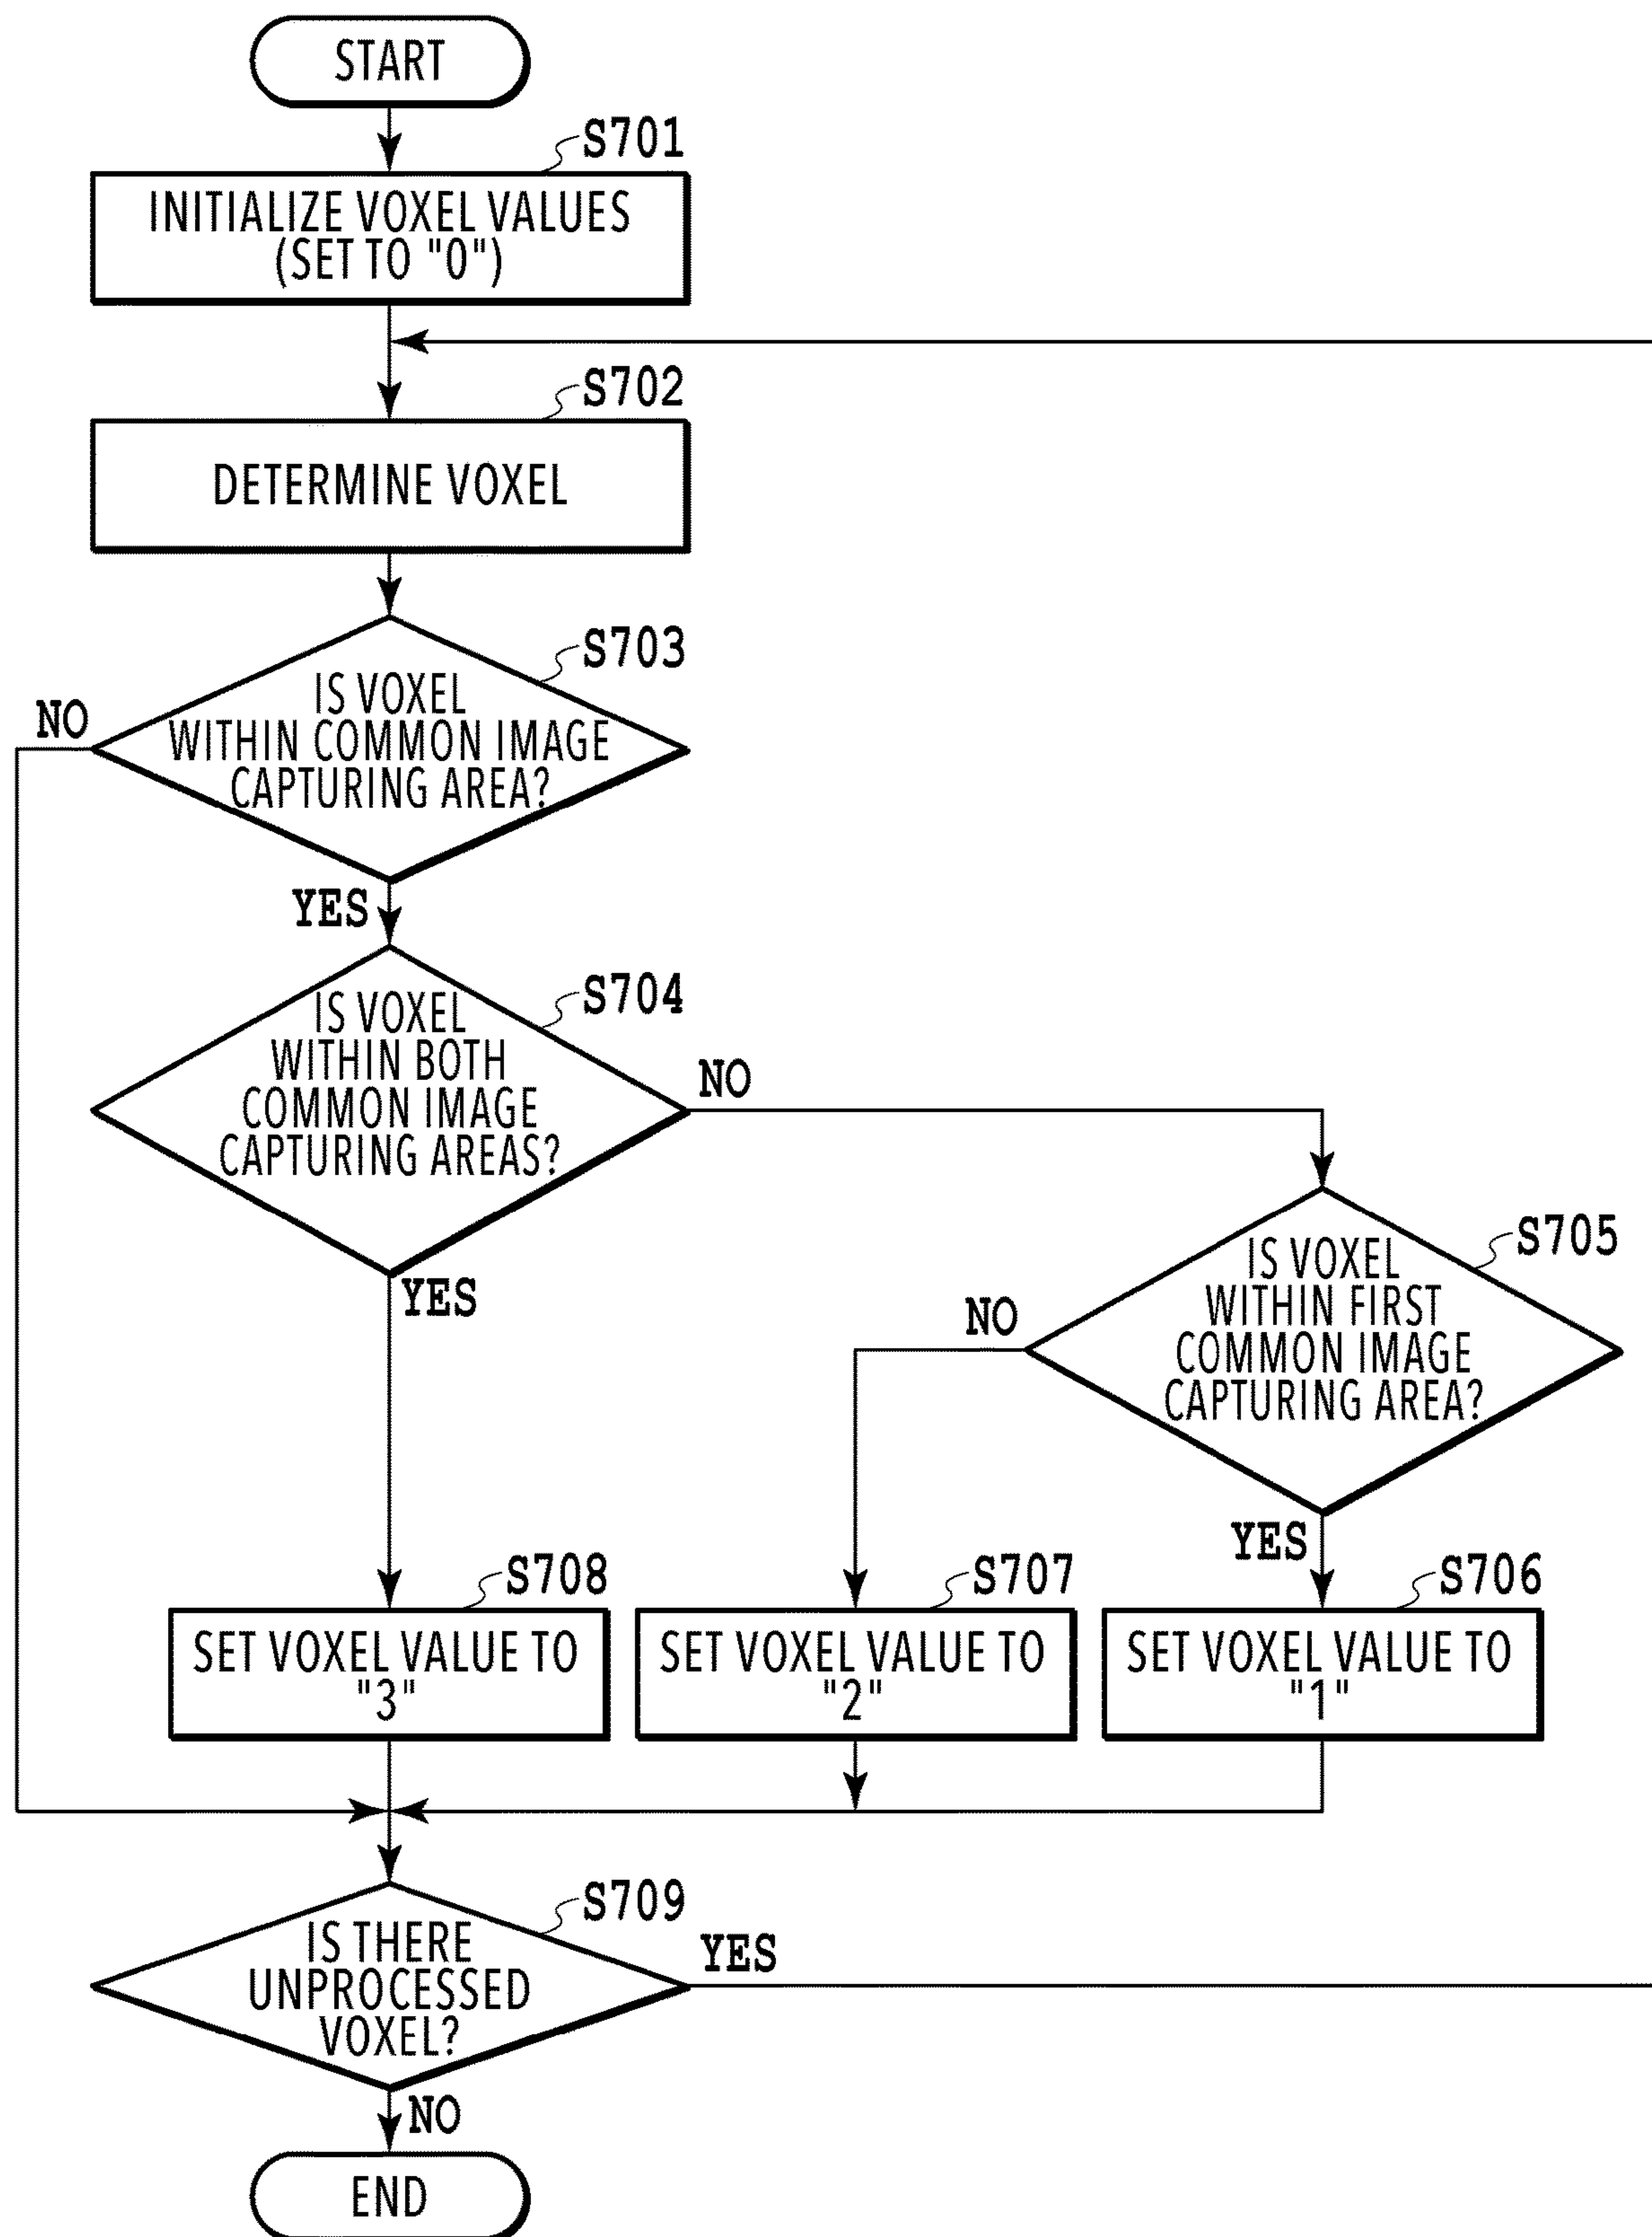 START
S701
INITIALIZE VOXEL VALUES
(SET TO "0")
S702
DETERMINE VOXEL
S703
IS VOXEL
WITHIN COMMON IMAGE
CAPTURING AREA?
NO
YES
S704
IS VOXEL
WITHIN BOTH
COMMON IMAGE
CAPTURING AREAS?
NO
YES
S705
IS VOXEL
WITHIN FIRST
COMMON IMAGE
CAPTURING AREA?
NO
YES
S708
SET VOXEL VALUE TO
"3"
S707
SET VOXEL VALUE TO
"2"
S706
SET VOXEL VALUE TO
"1"
S709
IS THERE
UNPROCESSED
VOXEL?
YES
NO
END